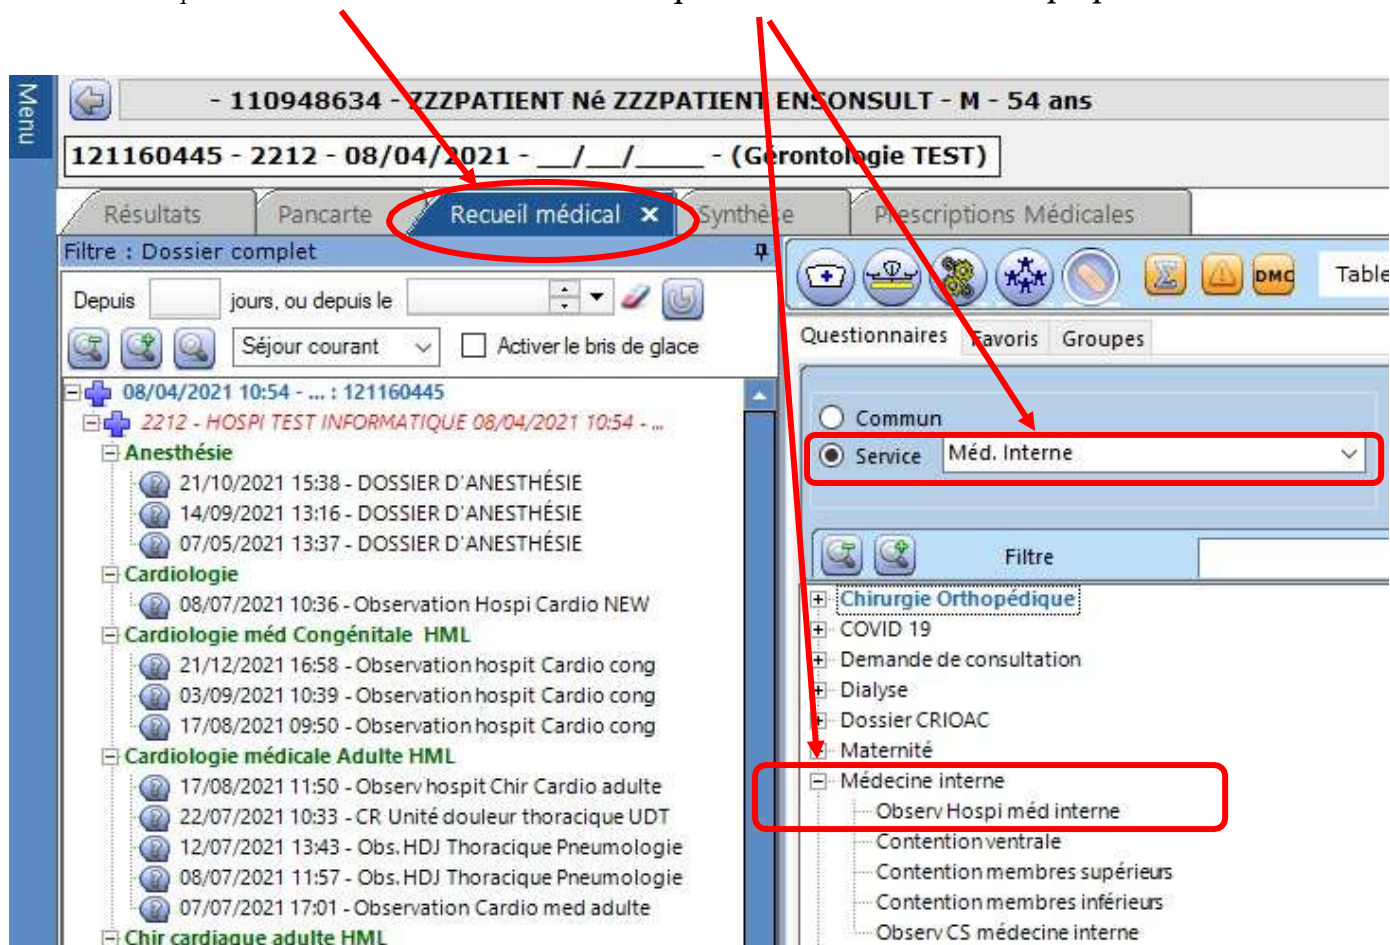 Menu
- 110948634 - ZZZPATIENT Né ZZZPATIENT ENSONSULT - M - 54 ans
121160445 - 2212 - 08/04/2021 - __/__/____ - (Gérontologie TEST)
Résultats Pancarte Recueil médical × Synthèse Prescriptions Médicales
Filtre : Dossier complet
Depuis jours, ou depuis le
Séjour courant Activer le bris de glace
08/04/2021 10:54 - ... : 121160445
2212 - HOSPI TEST INFORMATIQUE 08/04/2021 10:54 - ...
Anesthésie
21/10/2021 15:38 - DOSSIER D'ANESTHÉSIE
14/09/2021 13:16 - DOSSIER D'ANESTHÉSIE
07/05/2021 13:37 - DOSSIER D'ANESTHÉSIE
Cardiologie
08/07/2021 10:36 - Observation Hospi Cardio NEW
Cardiologie méd Congénitale HML
21/12/2021 16:58 - Observation hospit Cardio cong
03/09/2021 10:39 - Observation hospit Cardio cong
17/08/2021 09:50 - Observation hospit Cardio cong
Cardiologie médicale Adulte HML
17/08/2021 11:50 - Observ hospit Chir Cardio adulte
22/07/2021 10:33 - CR Unité douleur thoracique UDT
12/07/2021 13:43 - Obs. HDJ Thoracique Pneumologie
08/07/2021 11:57 - Obs. HDJ Thoracique Pneumologie
07/07/2021 17:01 - Observation Cardio med adulte
Chir cardiaque adulte HML
DMC Table
Questionnaires Favoris Groupes
Commun
Service Méd. Interne
Filtre
Chirurgie Orthopédique
COVID 19
Demande de consultation
Dialyse
Dossier CRIOAC
Maternité
Médecine interne
Observ Hospi méd interne
Contention ventrale
Contention membres supérieurs
Contention membres inférieurs
Observ CS médecine interne